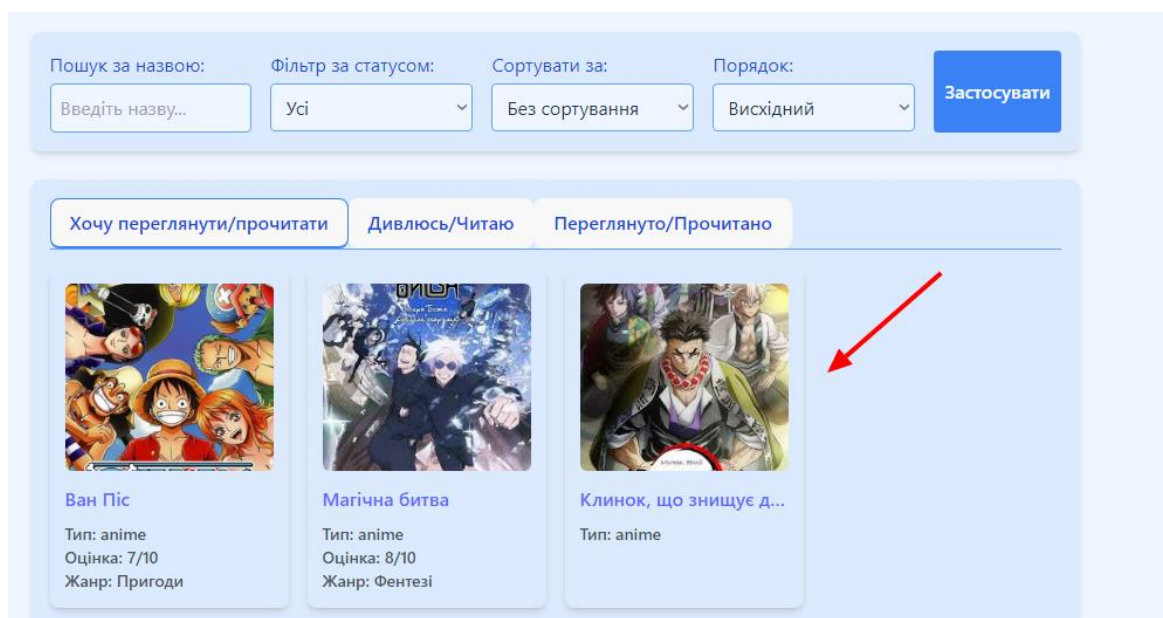 Пошук за назвою: Фільтр за статусом: Сортувати за: Порядок:
Введіть назву... Усі Без сортування Висхідний Застосувати
Хочу переглянути/прочитати Дивлюсь/Читаю Переглянуто/Прочитано
Ван Піс Магічна битва Клинок, що знищує д...
Тип: anime Тип: anime Тип: anime
Оцінка: 7/10 Оцінка: 8/10
Жанр: Пригоди Жанр: Фентезі